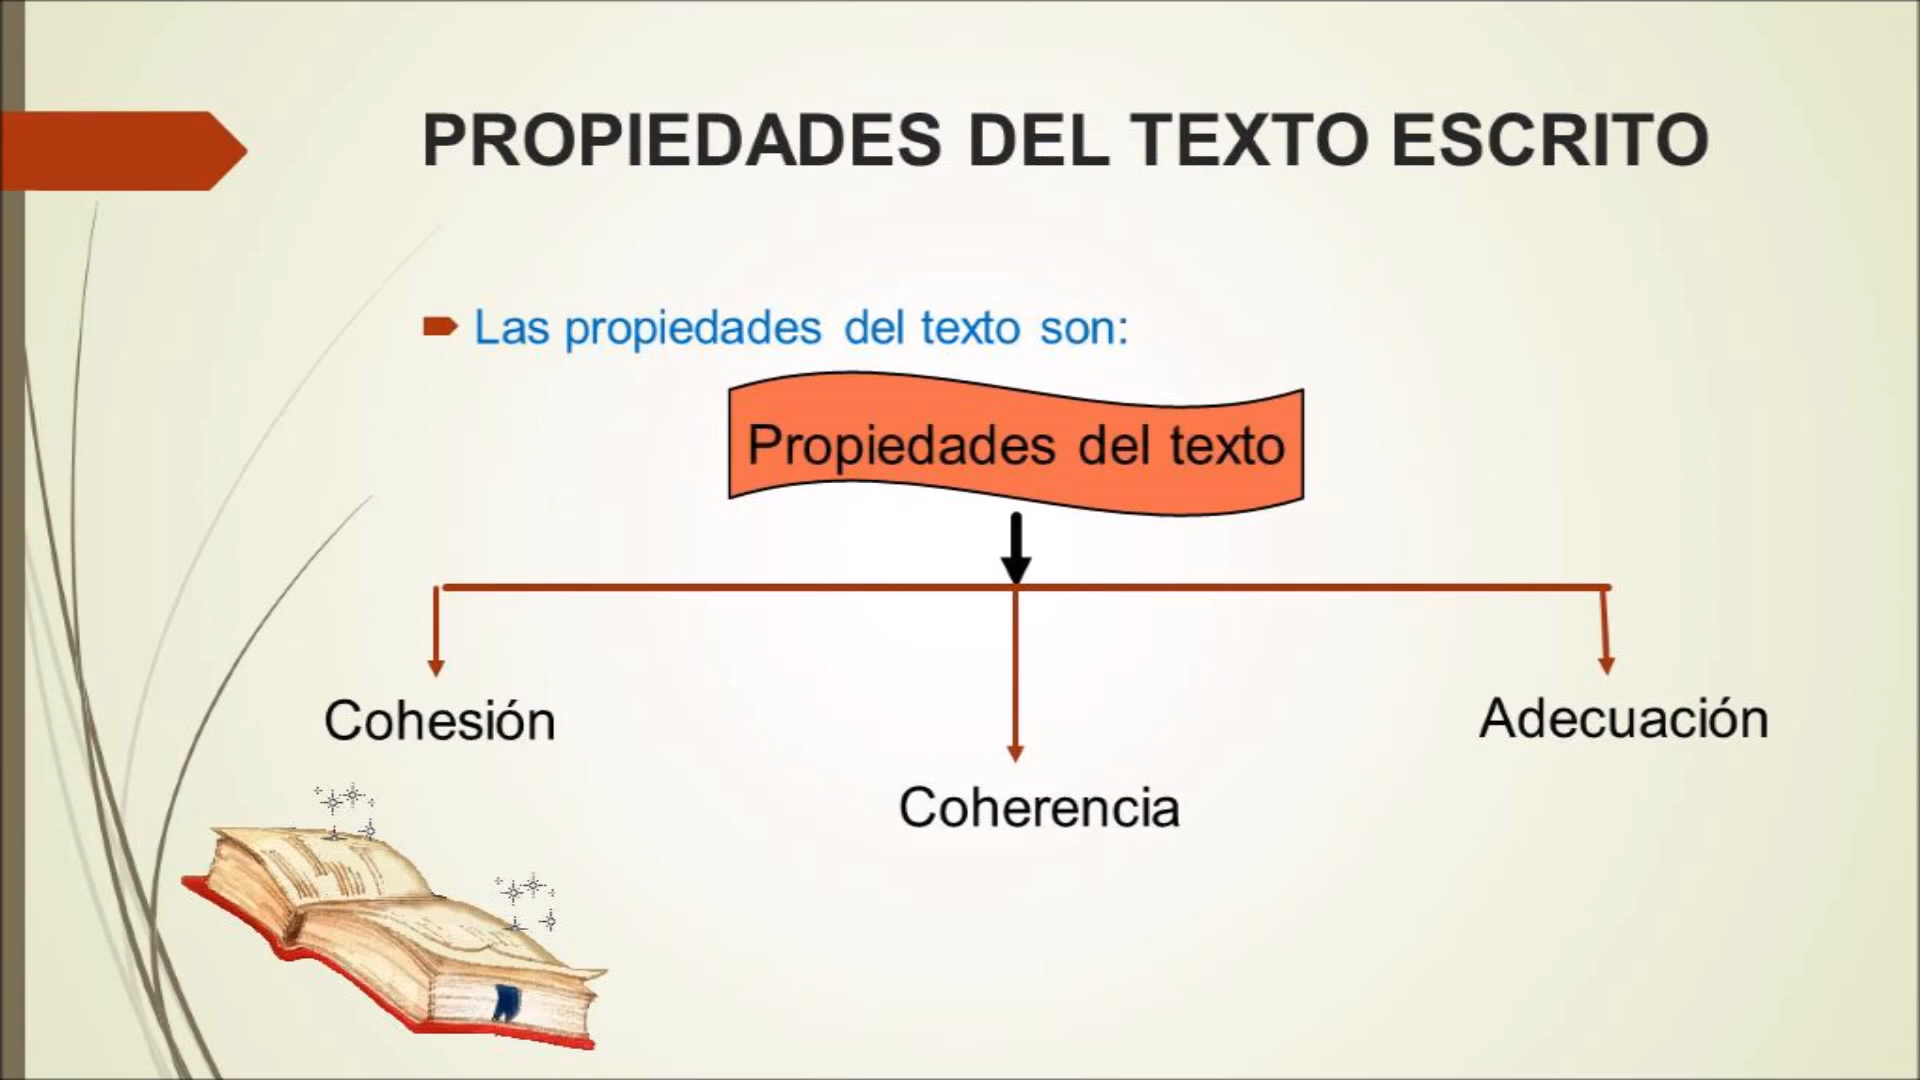 PROPIEDADES DEL TEXTO ESCRITO
Las propiedades del texto son:
Propiedades del texto
Cohesión
Adecuación
Coherencia